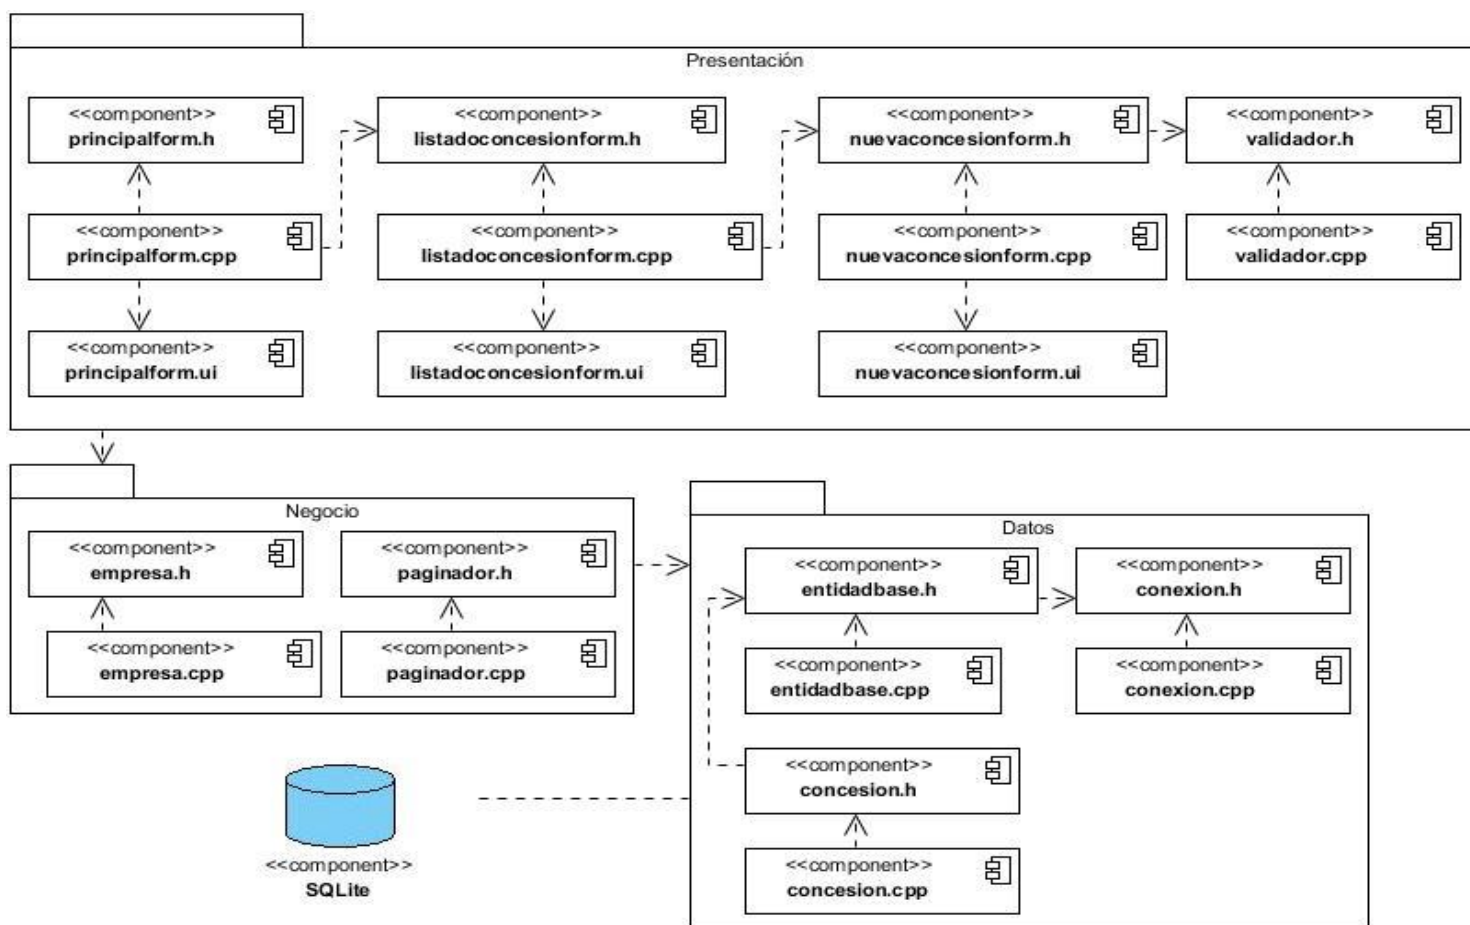 Presentación
<<component>>
principalform.h
<<component>>
listadoconcesionform.h
<<component>>
nuevaconcesionform.h
<<component>>
validador.h
<<component>>
principalform.cpp
<<component>>
listadoconcesionform.cpp
<<component>>
nuevaconcesionform.cpp
<<component>>
validador.cpp
<<component>>
principalform.ui
<<component>>
listadoconcesionform.ui
<<component>>
nuevaconcesionform.ui
Negocio
<<component>>
empresa.h
<<component>>
paginador.h
<<component>>
empresa.cpp
<<component>>
paginador.cpp
Datos
<<component>>
entidadbase.h
<<component>>
conexion.h
<<component>>
entidadbase.cpp
<<component>>
conexion.cpp
<<component>>
concesion.h
<<component>>
concesion.cpp
<<component>>
SQLite